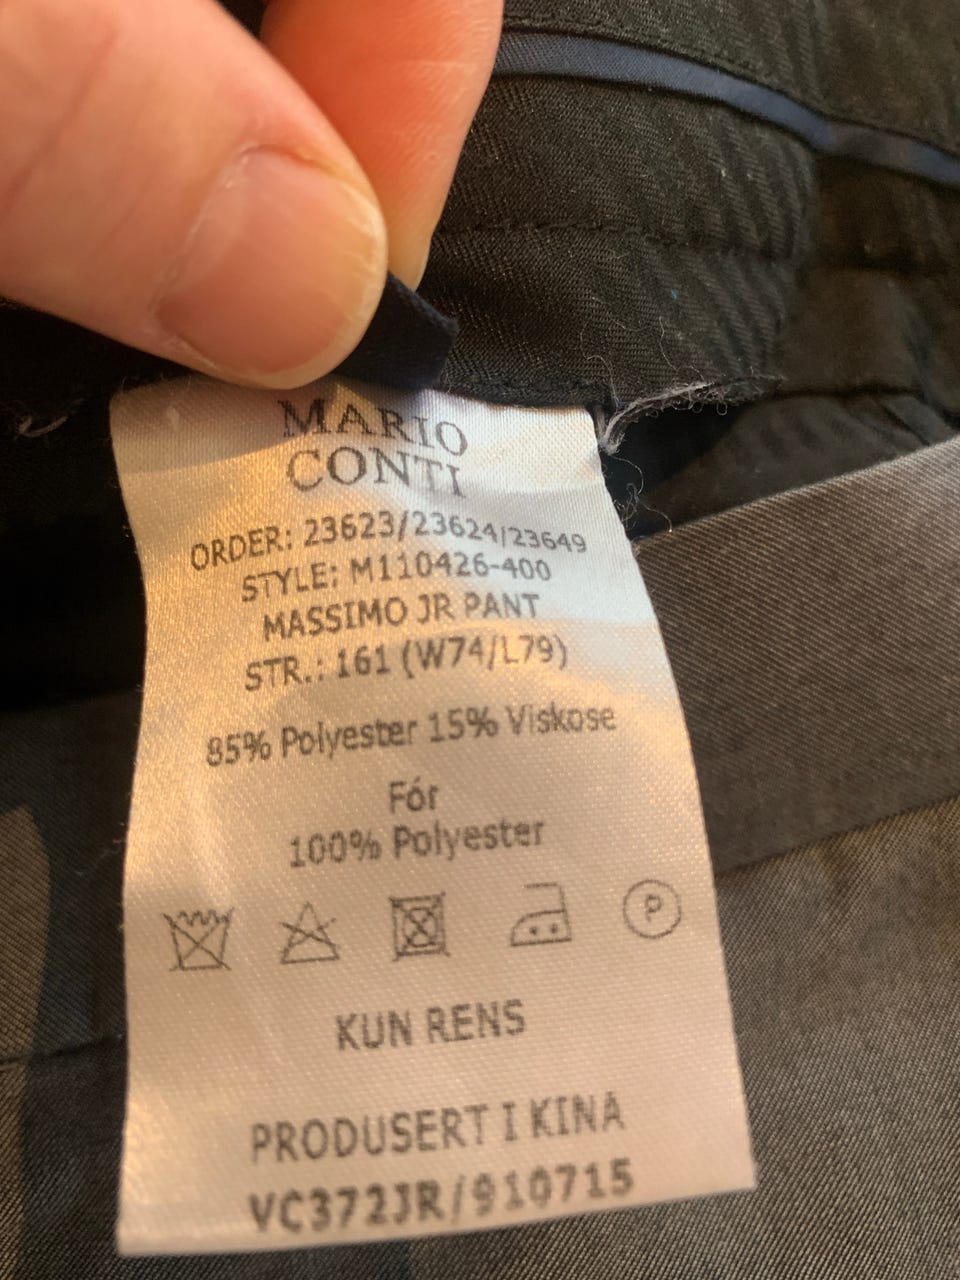 MARIO
CONTI
ORDER: 23623/23624/23649
STYLE: M110426-400
MASSIMO JR PANT
STR.: 161 (W74/L79)
85% Polyester 15% Viskose
Fór
100% Polyester
P
KUN RENS
PRODUSERT I KINA
VC372JR/910715